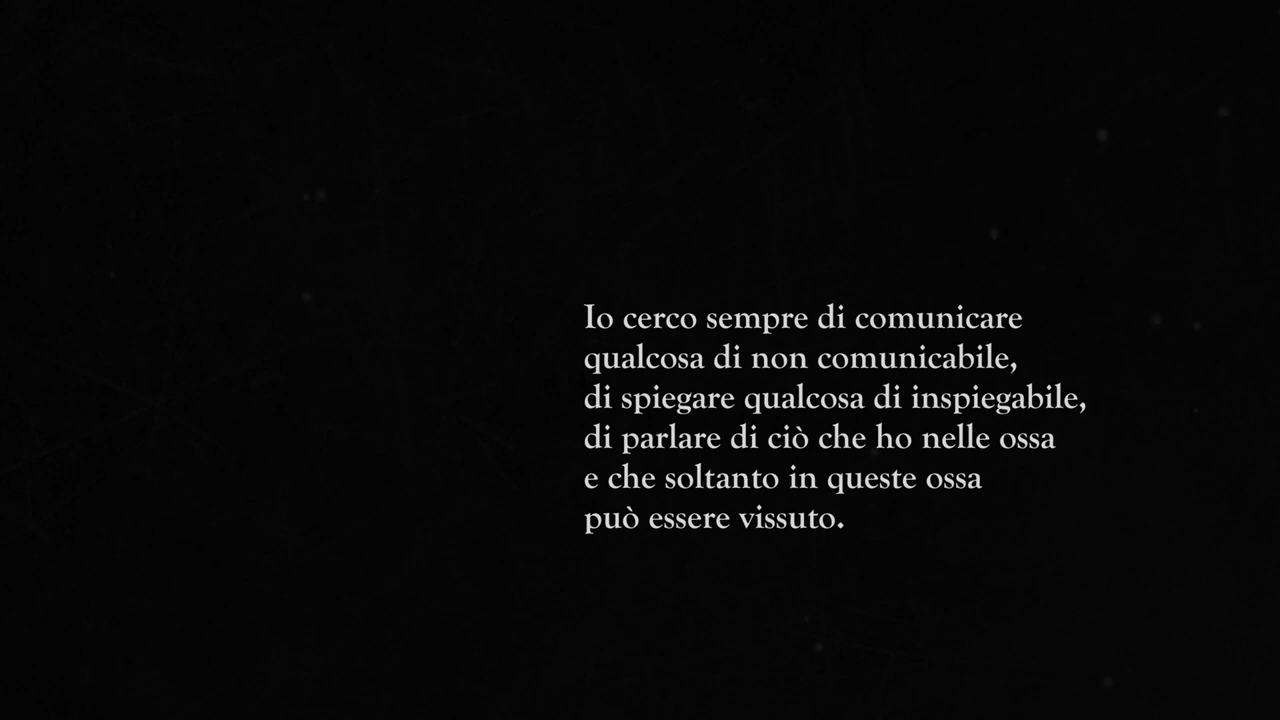 Io cerco sempre di comunicare
qualcosa di non comunicabile,
di spiegare qualcosa di inspiegabile,
di parlare di ciò che ho nelle ossa
e che soltanto in queste ossa
può essere vissuto.